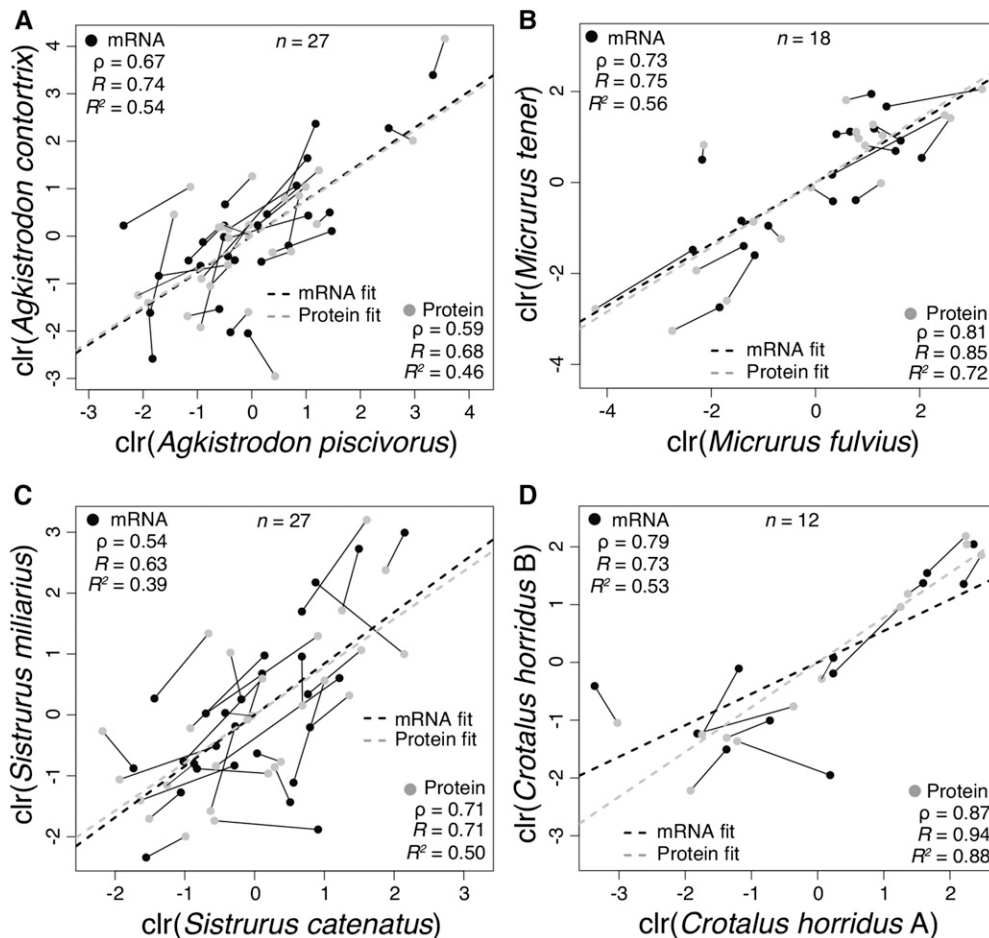 A
mRNA
n = 27
ρ = 0.67
R = 0.74
R² = 0.54
clr(Agkistrodon contortrix)
4
3
2
1
0
-1
-2
-3
mRNA fit
Protein fit
Protein
ρ = 0.59
R = 0.68
R² = 0.46
-3 -2 -1 0 1 2 3 4
clr(Agkistrodon piscivorus)
B
mRNA
n = 18
ρ = 0.73
R = 0.75
R² = 0.56
clr(Micrurus tener)
2
0
-2
-4
mRNA fit
Protein fit
Protein
ρ = 0.81
R = 0.85
R² = 0.72
-4 -2 0 2
clr(Micrurus fulvius)
C
mRNA
n = 27
ρ = 0.54
R = 0.63
R² = 0.39
clr(Sistrurus miliarius)
3
2
1
0
-1
-2
mRNA fit
Protein fit
Protein
ρ = 0.71
R = 0.71
R² = 0.50
-2 -1 0 1 2 3
clr(Sistrurus catenatus)
D
mRNA
n = 12
ρ = 0.79
R = 0.73
R² = 0.53
clr(Crotalus horridus B)
2
1
0
-1
-2
-3
mRNA fit
Protein fit
Protein
ρ = 0.87
R = 0.94
R² = 0.88
-3 -2 -1 0 1 2
clr(Crotalus horridus A)